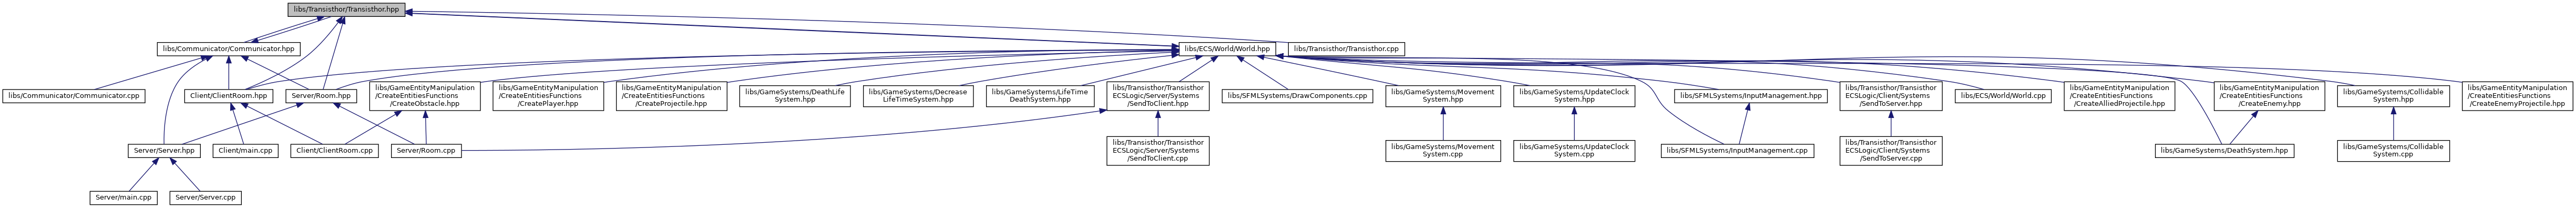 libs/Transisthor/Transisthor.hpp
libs/Communicator/Communicator.hpp
libs/ECS/World/World.hpp
libs/Transisthor/Transisthor.cpp
libs/Communicator/Communicator.cpp
Client/ClientRoom.hpp
Server/Room.hpp
libs/GameEntityManipulation
/CreateEntitiesFunctions
/CreateObstacle.hpp
libs/GameEntityManipulation
/CreateEntitiesFunctions
/CreatePlayer.hpp
libs/GameEntityManipulation
/CreateEntitiesFunctions
/CreateProjectile.hpp
libs/GameSystems/DeathLife
System.hpp
libs/GameSystems/Decrease
LifeTimeSystem.hpp
libs/GameSystems/LifeTime
DeathSystem.hpp
libs/Transisthor/Transisthor
ECSLogic/Server/Systems
/SendToClient.hpp
libs/SFMLSystems/DrawComponents.cpp
libs/GameSystems/Movement
System.hpp
libs/GameSystems/UpdateClock
System.hpp
libs/SFMLSystems/InputManagement.hpp
libs/Transisthor/Transisthor
ECSLogic/Client/Systems
/SendToServer.hpp
libs/ECS/World/World.cpp
libs/GameEntityManipulation
/CreateEntitiesFunctions
/CreateAlliedProjectile.hpp
libs/GameEntityManipulation
/CreateEntitiesFunctions
/CreateEnemy.hpp
libs/GameSystems/Collidable
System.hpp
libs/GameEntityManipulation
/CreateEntitiesFunctions
/CreateEnemyProjectile.hpp
Server/Server.hpp
Client/main.cpp
Client/ClientRoom.cpp
Server/Room.cpp
libs/Transisthor/Transisthor
ECSLogic/Server/Systems
/SendToClient.cpp
libs/GameSystems/Movement
System.cpp
libs/GameSystems/UpdateClock
System.cpp
libs/SFMLSystems/InputManagement.cpp
libs/Transisthor/Transisthor
ECSLogic/Client/Systems
/SendToServer.cpp
libs/GameSystems/DeathSystem.hpp
libs/GameSystems/Collidable
System.cpp
Server/main.cpp
Server/Server.cpp